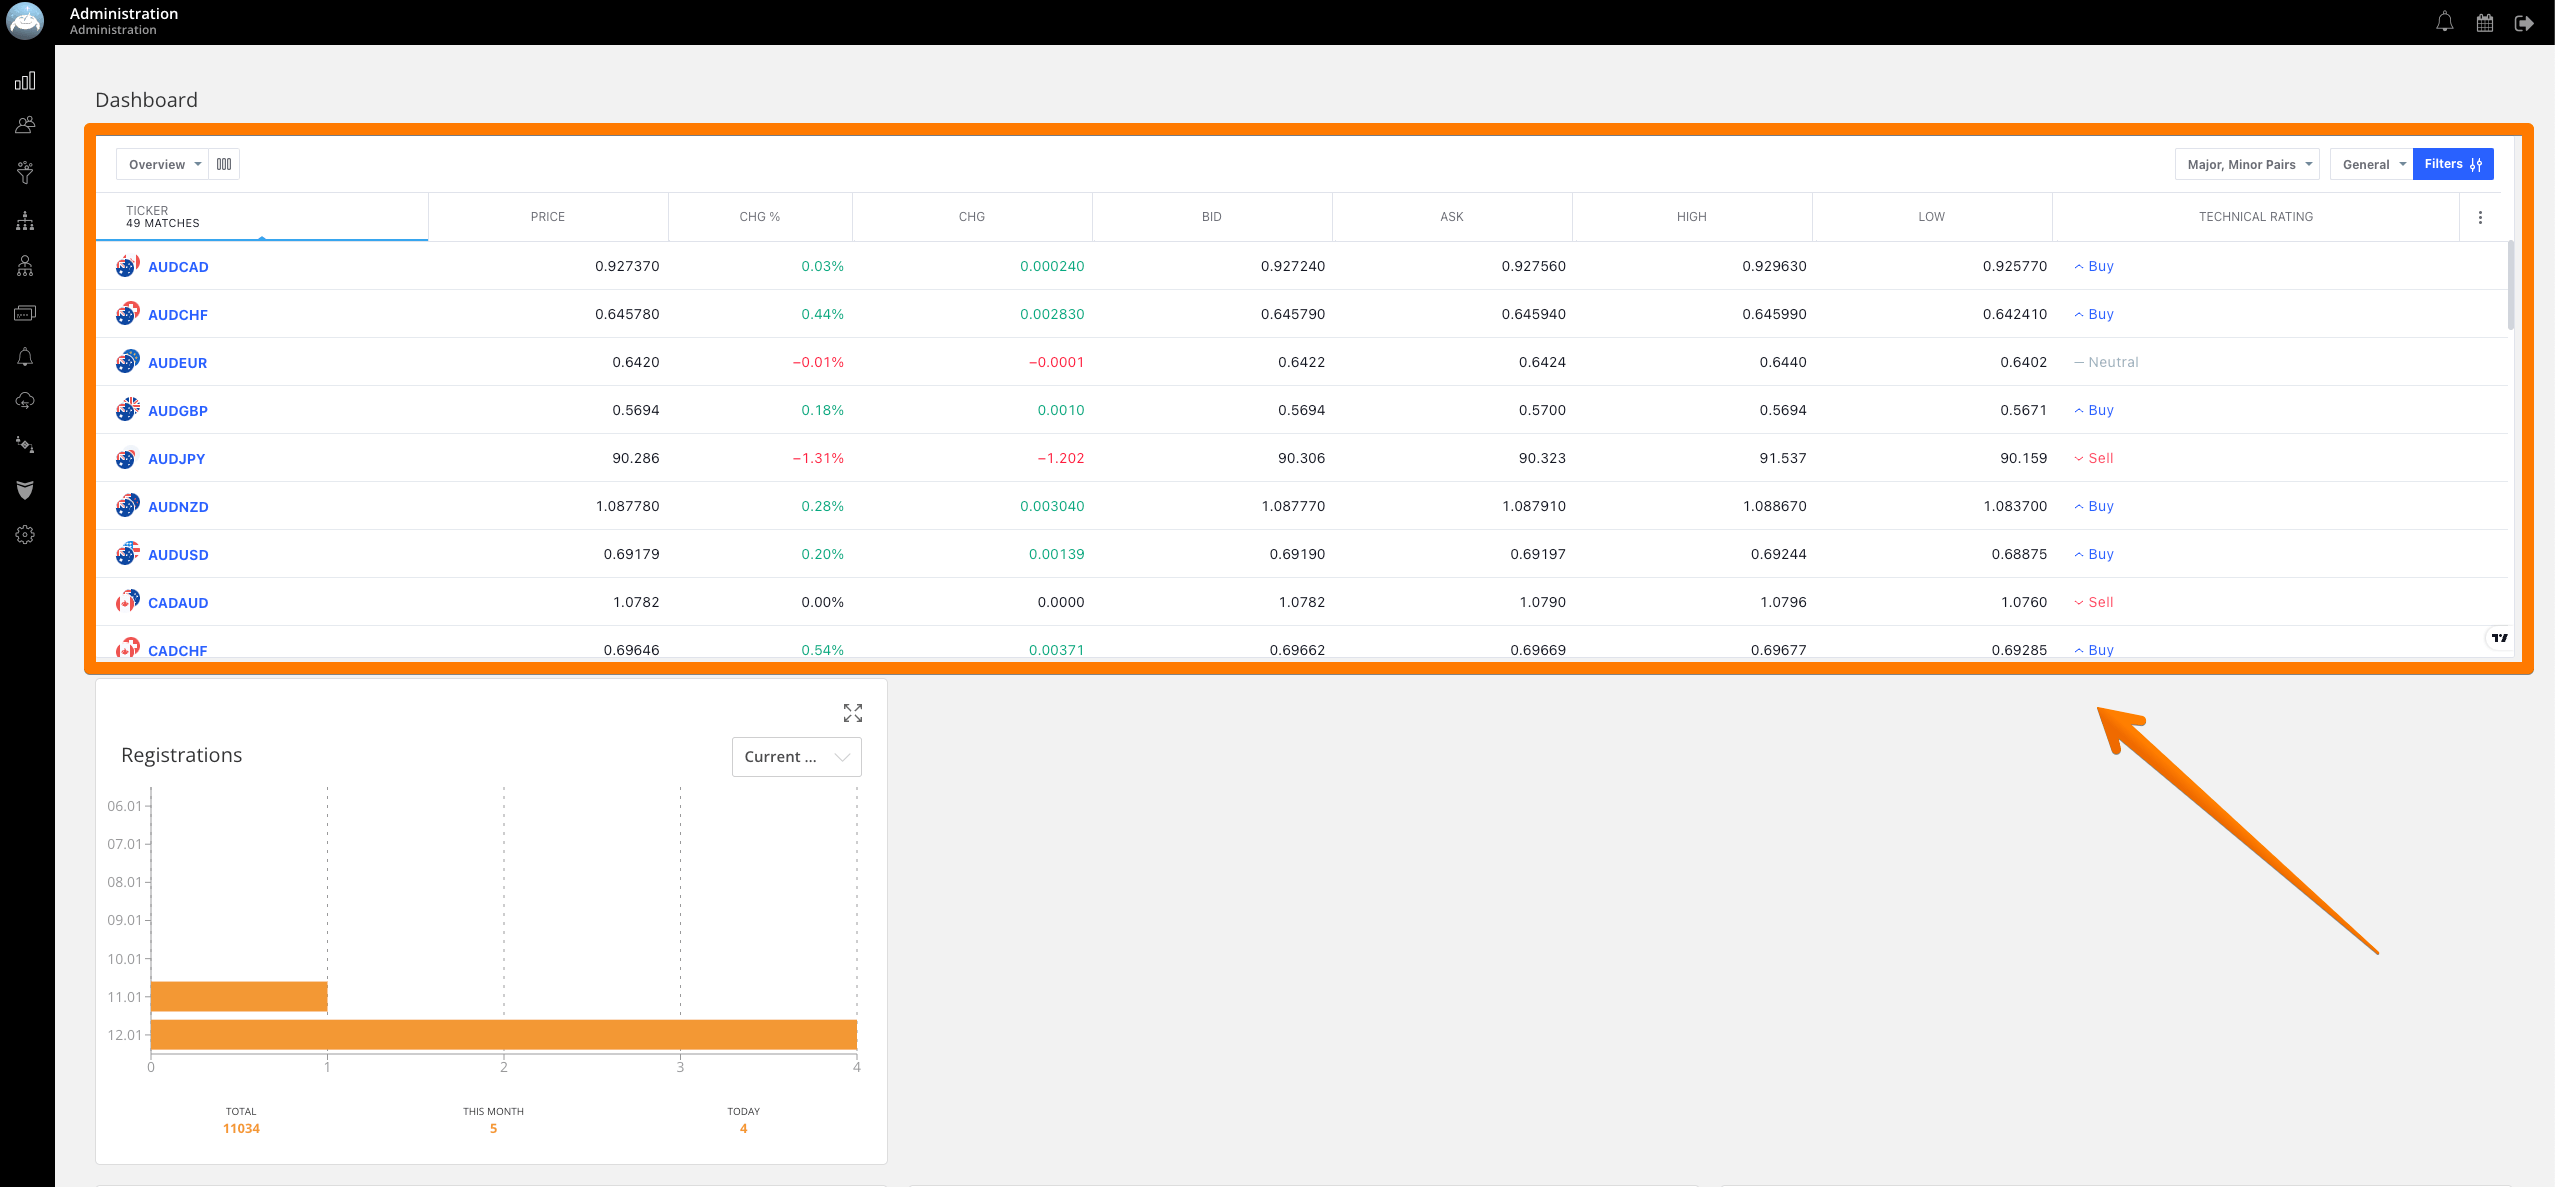 Administration
Administration
Dashboard
Overview
Major, Minor Pairs General Filters
TICKER
49 MATCHES
PRICE CHG % CHG BID ASK HIGH LOW TECHNICAL RATING
AUDCAD 0.927370 0.03% 0.000240 0.927240 0.927560 0.929630 0.925770 Buy
AUDCHF 0.645780 0.44% 0.002830 0.645790 0.645940 0.645990 0.642410 Buy
AUDEUR 0.6420 −0.01% −0.0001 0.6422 0.6424 0.6440 0.6402 — Neutral
AUDGBP 0.5694 0.18% 0.0010 0.5694 0.5700 0.5694 0.5671 Buy
AUDJPY 90.286 −1.31% −1.202 90.306 90.323 91.537 90.159 Sell
AUDNZD 1.087780 0.28% 0.003040 1.087770 1.087910 1.088670 1.083700 Buy
AUDUSD 0.69179 0.20% 0.00139 0.69190 0.69197 0.69244 0.68875 Buy
CADAUD 1.0782 0.00% 0.0000 1.0782 1.0790 1.0796 1.0760 Sell
CADCHF 0.69646 0.54% 0.00371 0.69662 0.69669 0.69677 0.69285 Buy
Registrations
Current ...
06.01
07.01
08.01
09.01
10.01
11.01
12.01
0 1 2 3 4
TOTAL THIS MONTH TODAY
11034 5 4